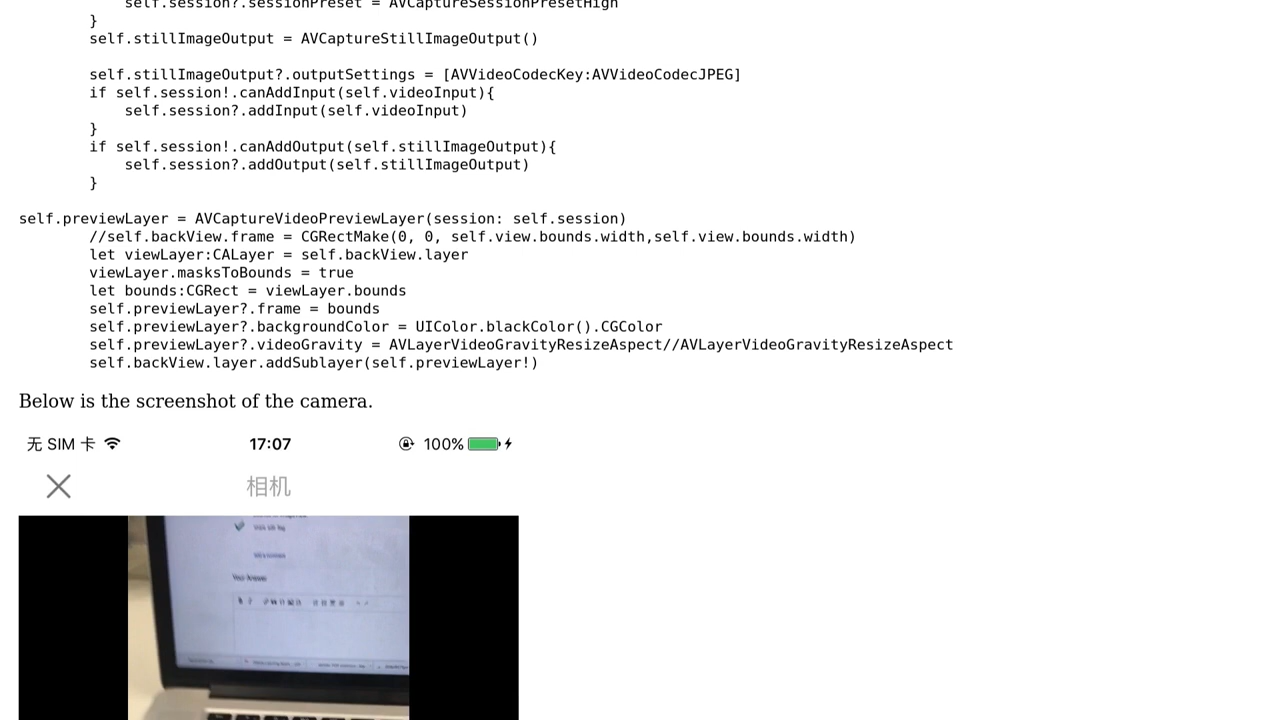 self.session?.sessionPreset = AVCaptureSessionPresetHigh
}
self.stillImageOutput = AVCaptureStillImageOutput()
self.stillImageOutput?.outputSettings = [AVVideoCodecKey:AVVideoCodecJPEG]
if self.session!.canAddInput(self.videoInput){
self.session?.addInput(self.videoInput)
}
if self.session!.canAddOutput(self.stillImageOutput){
self.session?.addOutput(self.stillImageOutput)
}
self.previewLayer = AVCaptureVideoPreviewLayer(session: self.session)
//self.backView.frame = CGRectMake(0, 0, self.view.bounds.width,self.view.bounds.width)
let viewLayer:CALayer = self.backView.layer
viewLayer.masksToBounds = true
let bounds:CGRect = viewLayer.bounds
self.previewLayer?.frame = bounds
self.previewLayer?.backgroundColor = UIColor.blackColor().CGColor
self.previewLayer?.videoGravity = AVLayerVideoGravityResizeAspect//AVLayerVideoGravityResizeAspect
self.backView.layer.addSublayer(self.previewLayer!)
Below is the screenshot of the camera.
无 SIM 卡 17:07 100%
相机
Your Answer